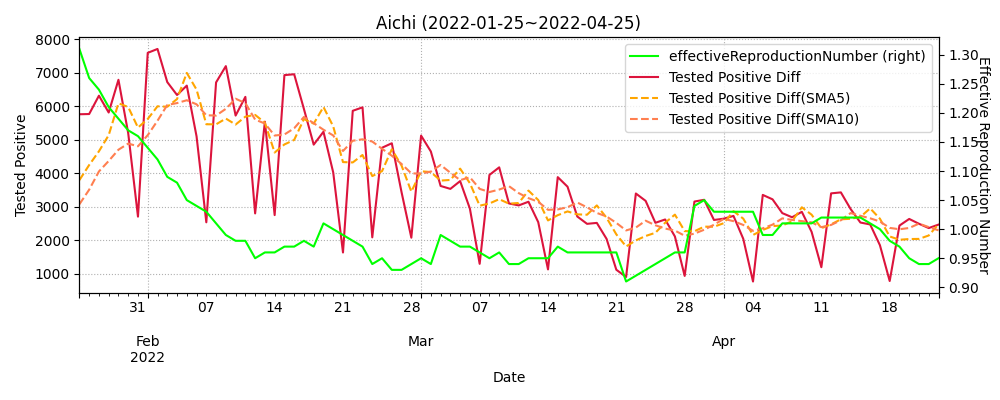 Aichi (2022-01-25~2022-04-25)
effectiveReproductionNumber (right)
Tested Positive Diff
Tested Positive Diff(SMA5)
Tested Positive Diff(SMA10)
Tested Positive
8000
7000
6000
5000
4000
3000
2000
1000
Effective Reproduction Number
1.30
1.25
1.20
1.15
1.10
1.05
1.00
0.95
0.90
31 07 14 21 28 07 14 21 28 04 11 18
Feb Mar Apr
2022
Date